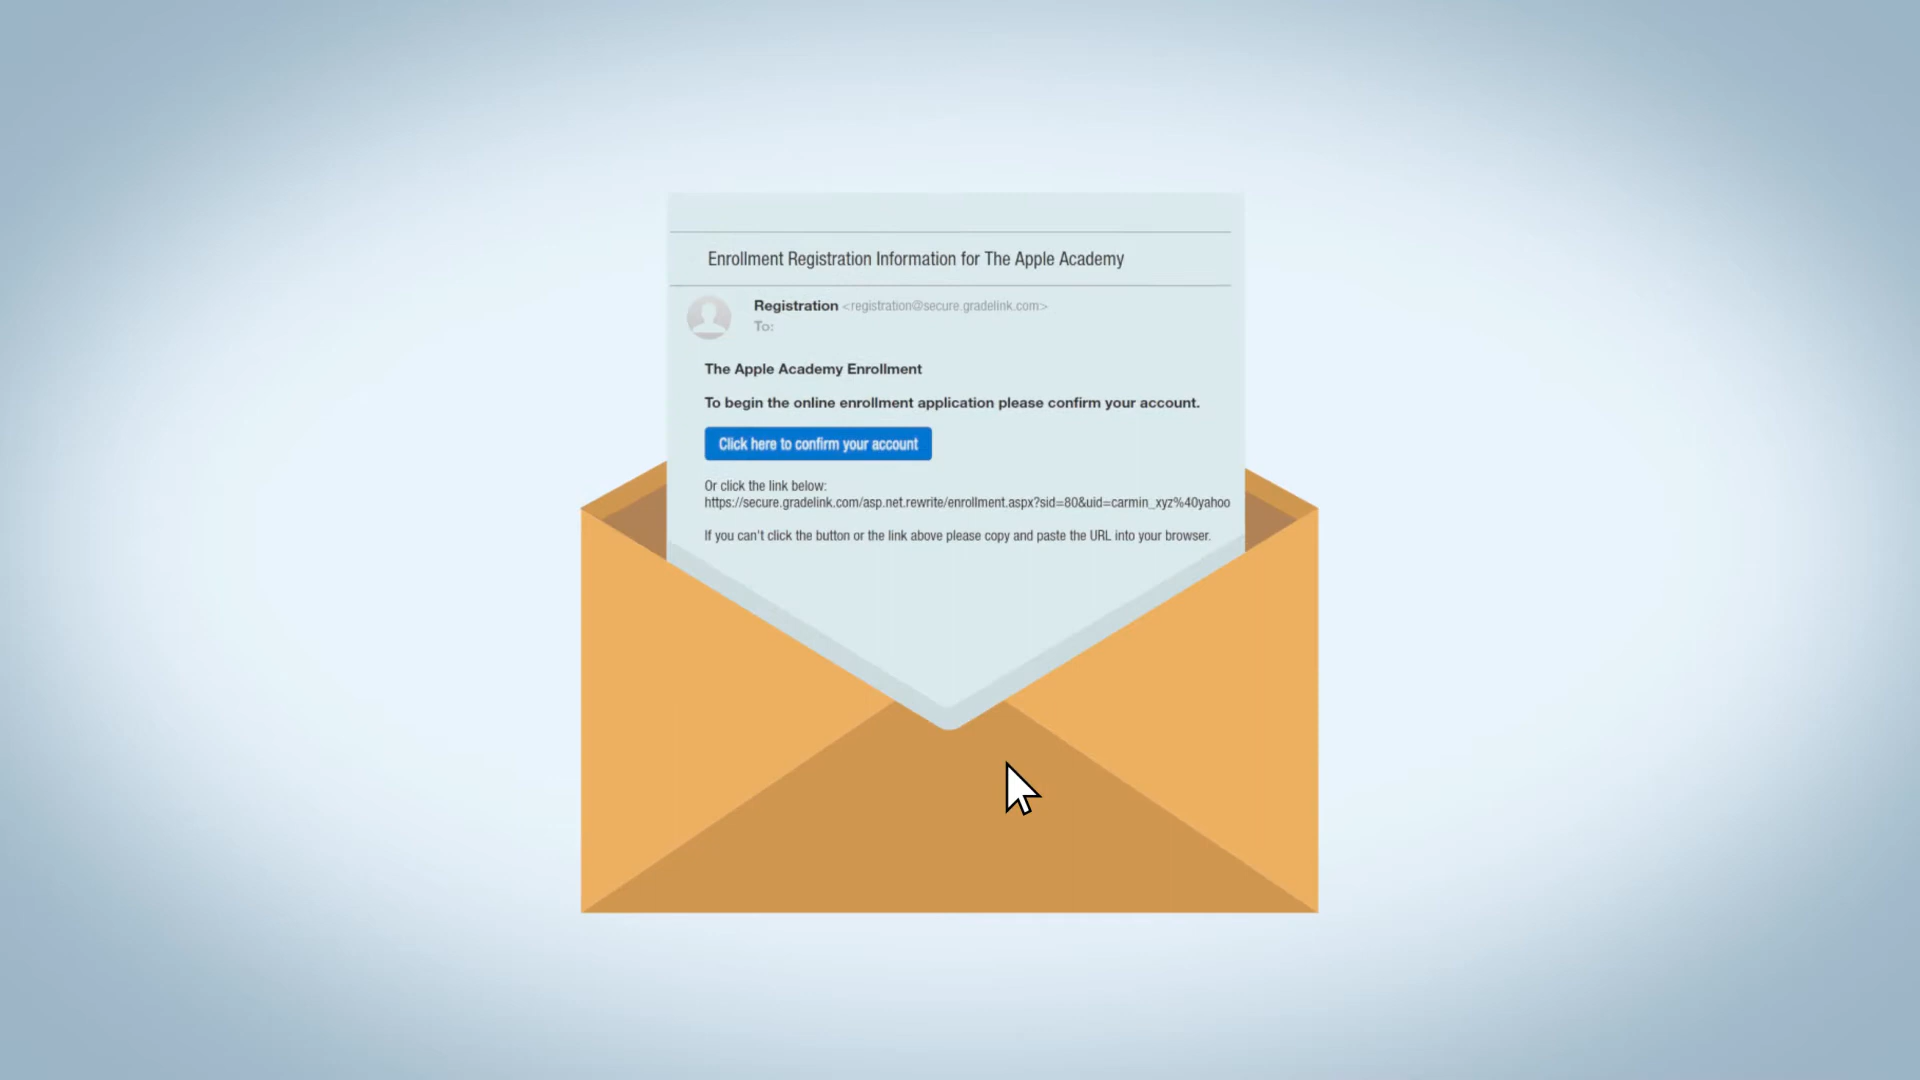 Enrollment Registration Information for The Apple Academy
Registration <registration@secure.gradelink.com>
To:
The Apple Academy Enrollment
To begin the online enrollment application please confirm your account.
Click here to confirm your account
Or click the link below:
https://secure.gradelink.com/asp.net.rewrite/enrollment.aspx?sid=80&uid=carmin_xyz%40yahoo
If you can't click the button or the link above please copy and paste the URL into your browser.